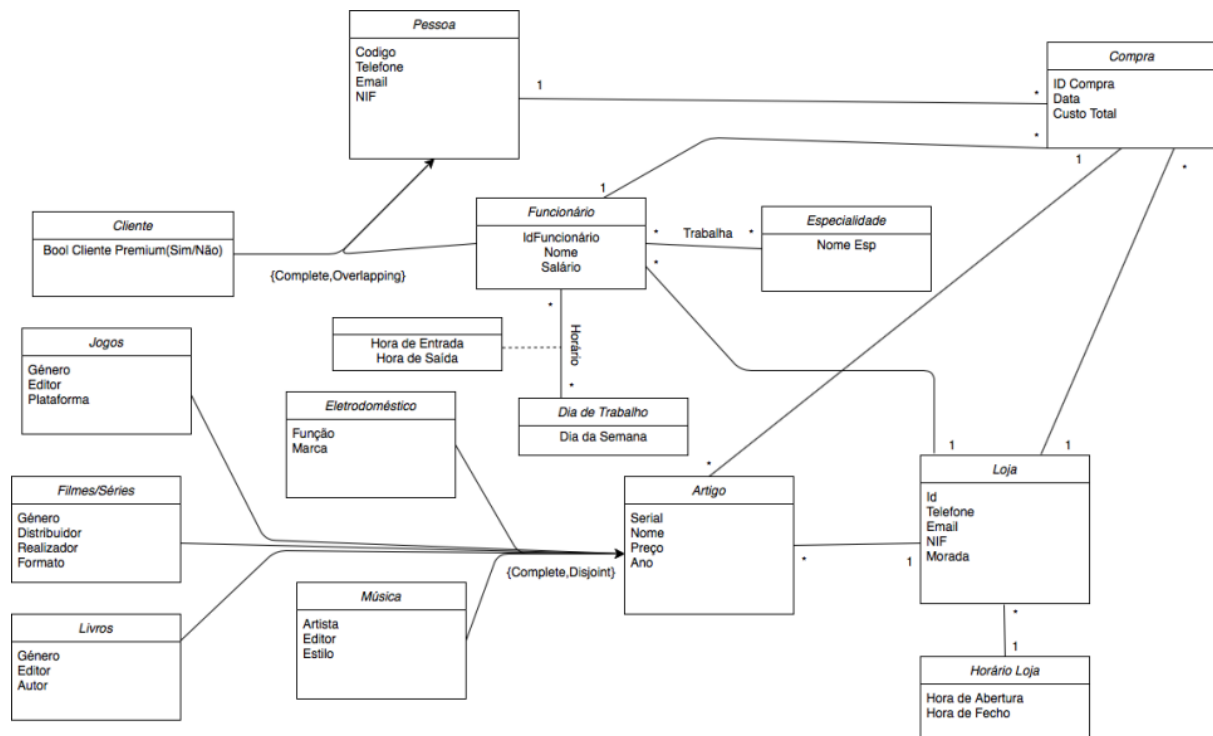 Pessoa
Codigo
Telefone
Email
NIF
1
*
Compra
ID Compra
Data
Custo Total
*
1
1
*
Cliente
Bool Cliente Premium(Sim/Não)
{Complete,Overlapping}
Funcionário
IdFuncionário
Nome
Salário
*
Trabalha
*
*
Especialidade
Nome Esp
*
Horário
*
Hora de Entrada
Hora de Saída
Dia de Trabalho
Dia da Semana
Jogos
Género
Editor
Plataforma
Eletrodoméstico
Função
Marca
Filmes/Séries
Género
Distribuidor
Realizador
Formato
{Complete,Disjoint}
Livros
Género
Editor
Autor
Música
Artista
Editor
Estilo
*
Artigo
Serial
Nome
Preço
Ano
*
1
1
1
Loja
Id
Telefone
Email
NIF
Morada
*
1
Horário Loja
Hora de Abertura
Hora de Fecho